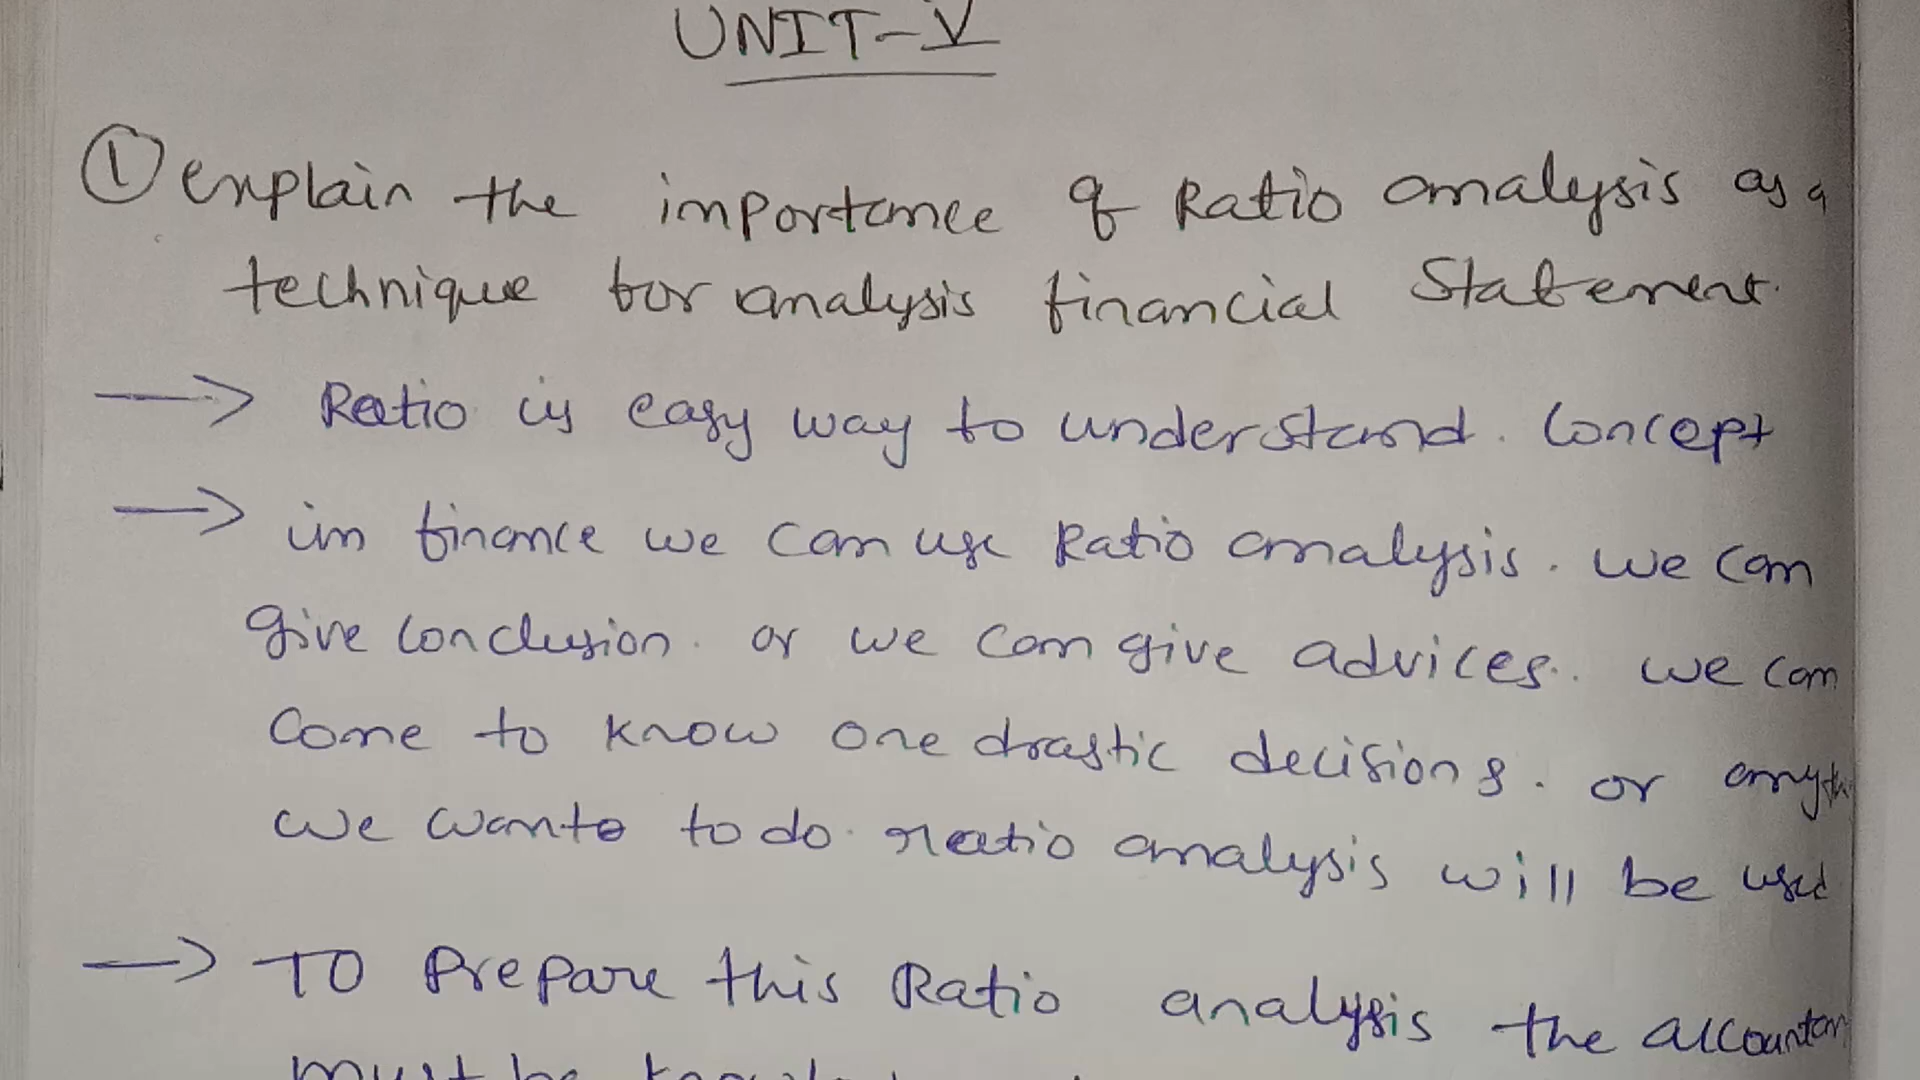 UNIT-V
① explain the importance of Ratio analysis as a
technique for analysis financial Statement.
→ Ratio is easy way to understand. Concept
→ in finance we can use Ratio analysis. we can
give conclusion. or we can give advices.. we can
Come to know one drastic decisions. or
we wants to do. ratio analysis will be used
→ TO Prepare this Ratio analysis the
must be